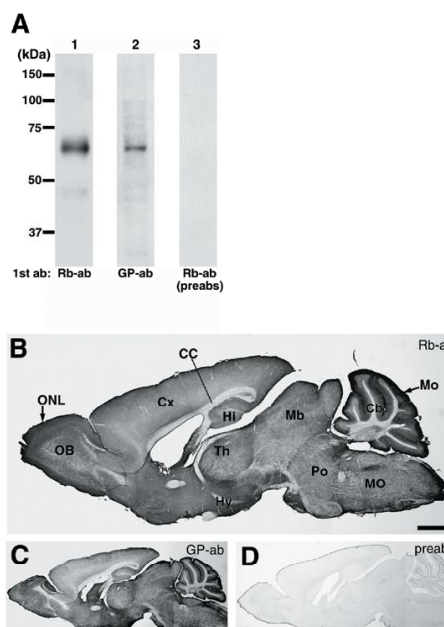 A
(kDa)
1 2 3
150
100
75
50
37
1st ab: Rb-ab GP-ab Rb-ab
(preabs)
B
Rb-a
CC
Mo
ONL
Cx
Hi
Mb
Cb
OB
Th
Po
MO
Hy
C
GP-ab
D
preab